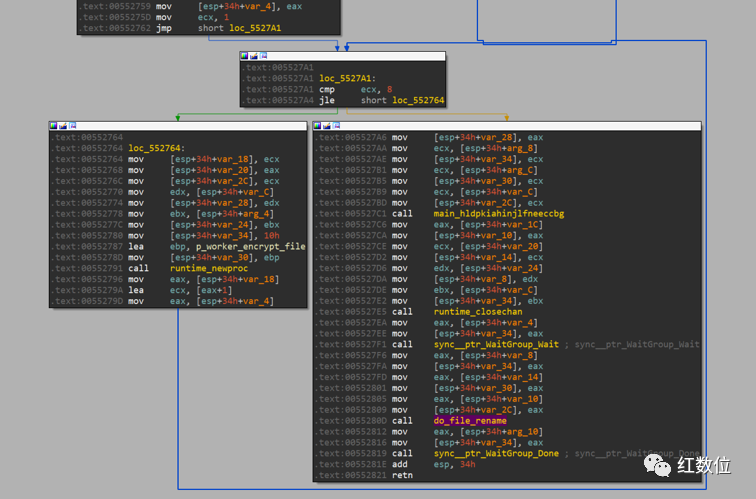 .text:00552759 mov [esp+34h+var_4], eax
.text:0055275D mov ecx, 1
.text:00552762 jmp short loc_5527A1
.text:005527A1
.text:005527A1 loc_5527A1:
.text:005527A1 cmp ecx, 8
.text:005527A4 jle short loc_552764
.text:00552764
.text:00552764 loc_552764:
.text:00552764 mov [esp+34h+var_18], ecx
.text:00552768 mov [esp+34h+var_20], eax
.text:0055276C mov [esp+34h+var_2C], ecx
.text:00552770 mov edx, [esp+34h+var_C]
.text:00552774 mov [esp+34h+var_28], edx
.text:00552778 mov ebx, [esp+34h+arg_4]
.text:0055277C mov [esp+34h+var_24], ebx
.text:00552780 mov [esp+34h+var_34], 10h
.text:00552787 lea ebp, p_worker_encrypt_file
.text:0055278D mov [esp+34h+var_30], ebp
.text:00552791 call runtime_newproc
.text:00552796 mov eax, [esp+34h+var_18]
.text:0055279A lea ecx, [eax+1]
.text:0055279D mov eax, [esp+34h+var_4]
.text:005527A6 mov [esp+34h+var_28], eax
.text:005527AA mov ecx, [esp+34h+arg_8]
.text:005527AE mov [esp+34h+var_34], ecx
.text:005527B1 mov ecx, [esp+34h+arg_C]
.text:005527B5 mov [esp+34h+var_30], ecx
.text:005527B9 mov ecx, [esp+34h+var_C]
.text:005527BD mov [esp+34h+var_2C], ecx
.text:005527C1 call main_hldpkiahinjlfneeccbg
.text:005527C6 mov eax, [esp+34h+var_1C]
.text:005527CA mov [esp+34h+var_10], eax
.text:005527CE mov ecx, [esp+34h+var_20]
.text:005527D2 mov [esp+34h+var_14], ecx
.text:005527D6 mov edx, [esp+34h+var_24]
.text:005527DA mov [esp+34h+var_8], edx
.text:005527DE mov ebx, [esp+34h+var_C]
.text:005527E2 mov [esp+34h+var_34], ebx
.text:005527E5 call runtime_closechan
.text:005527EA mov eax, [esp+34h+var_4]
.text:005527EE mov [esp+34h+var_34], eax
.text:005527F1 call sync__ptr_WaitGroup_Wait ; sync__ptr_WaitGroup_Wait
.text:005527F6 mov eax, [esp+34h+var_8]
.text:005527FA mov [esp+34h+var_34], eax
.text:005527FD mov eax, [esp+34h+var_14]
.text:00552801 mov [esp+34h+var_30], eax
.text:00552805 mov eax, [esp+34h+var_10]
.text:00552809 mov [esp+34h+var_2C], eax
.text:0055280D call do_file_rename
.text:00552812 mov eax, [esp+34h+arg_10]
.text:00552816 mov [esp+34h+var_34], eax
.text:00552819 call sync__ptr_WaitGroup_Done ; sync__ptr_WaitGroup_Done
.text:0055281E add esp, 34h
.text:00552821 retn
红数位